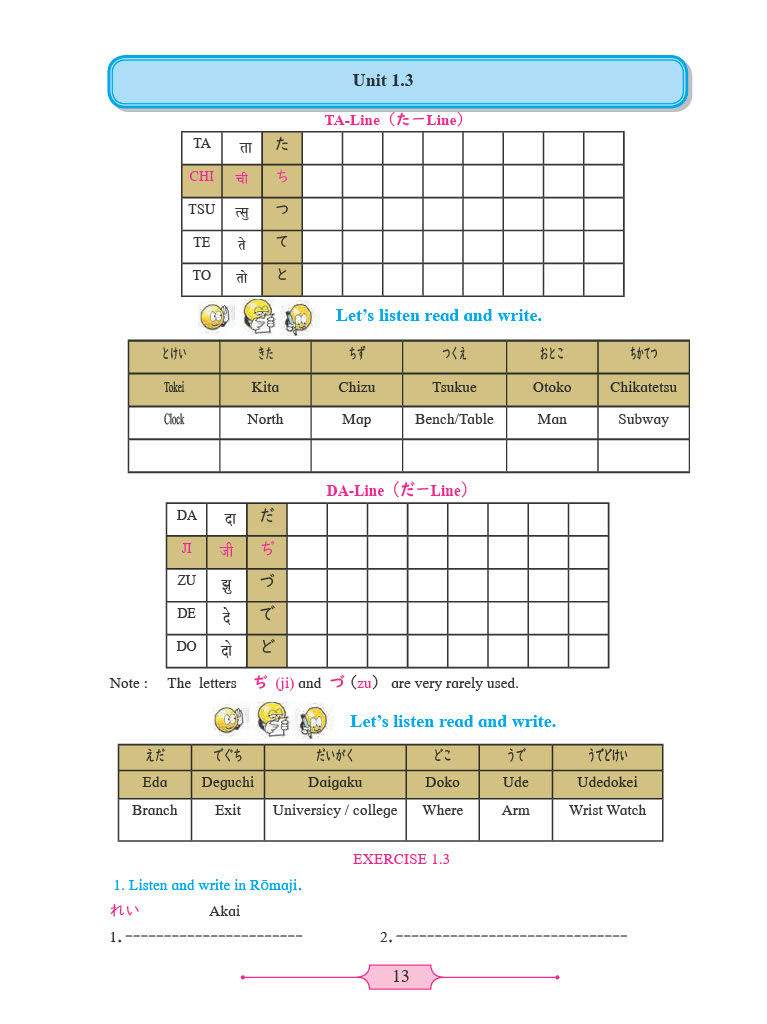 Unit 1.3
TA-Line（たーLine）
TA ता た
CHI ची ち
TSU त्सु つ
TE ते て
TO तो と
Let's listen read and write.
とけい きた ちず つくえ おとこ ちかてつ
Tokei Kita Chizu Tsukue Otoko Chikatetsu
Clock North Map Bench/Table Man Subway
DA-Line（だーLine）
DA दा だ
JI जी ぢ
ZU झु づ
DE दे で
DO दो ど
Note : The letters ぢ (ji) and づ（zu） are very rarely used.
Let's listen read and write.
えだ でぐち だいがく どこ うで うでどけい
Eda Deguchi Daigaku Doko Ude Udedokei
Branch Exit Universicy / college Where Arm Wrist Watch
EXERCISE 1.3
1. Listen and write in Rōmaji.
れい Akai
1. ----------------------- 2. ------------------------------
13